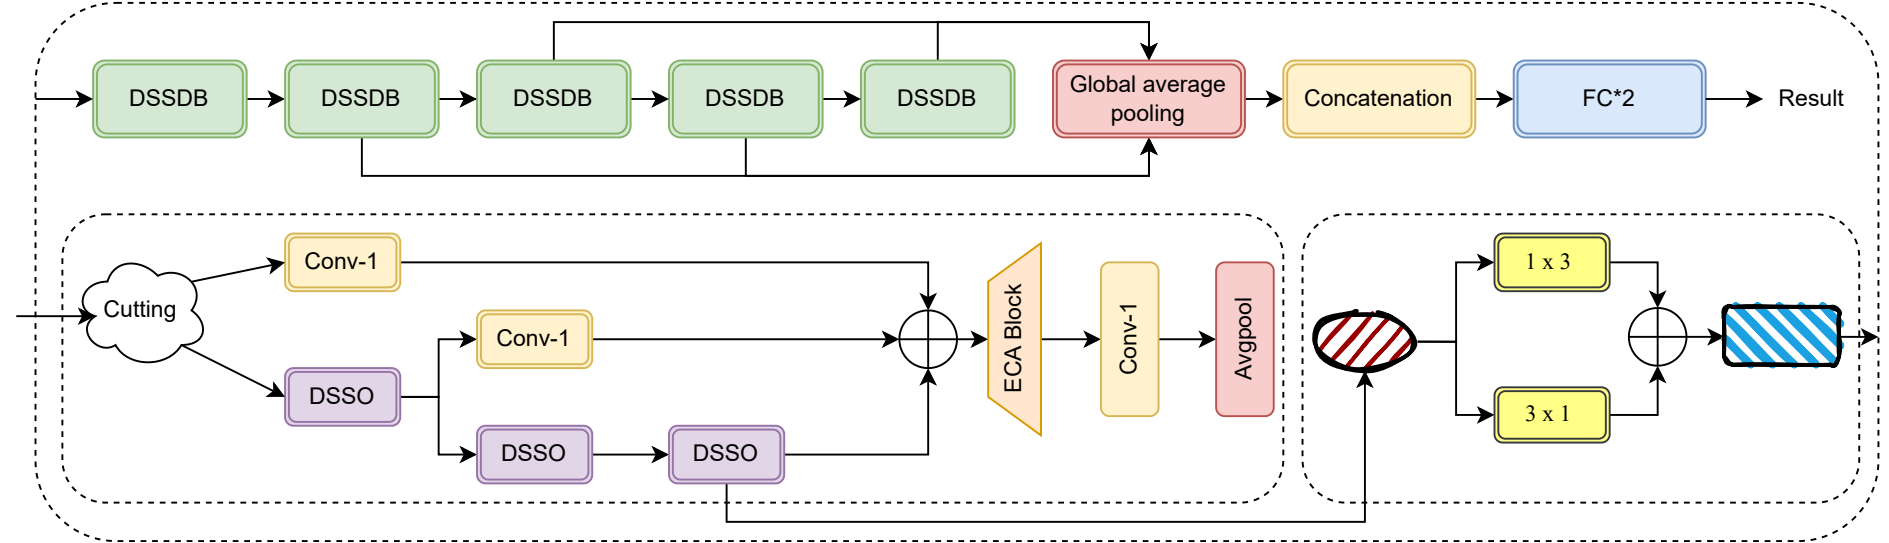 DSSDB
DSSDB
DSSDB
DSSDB
DSSDB
Global average
pooling
Concatenation
FC*2
Result
Cutting
Conv-1
DSSO
Conv-1
DSSO
DSSO
ECA Block
Conv-1
Avgpool
1 x 3
3 x 1